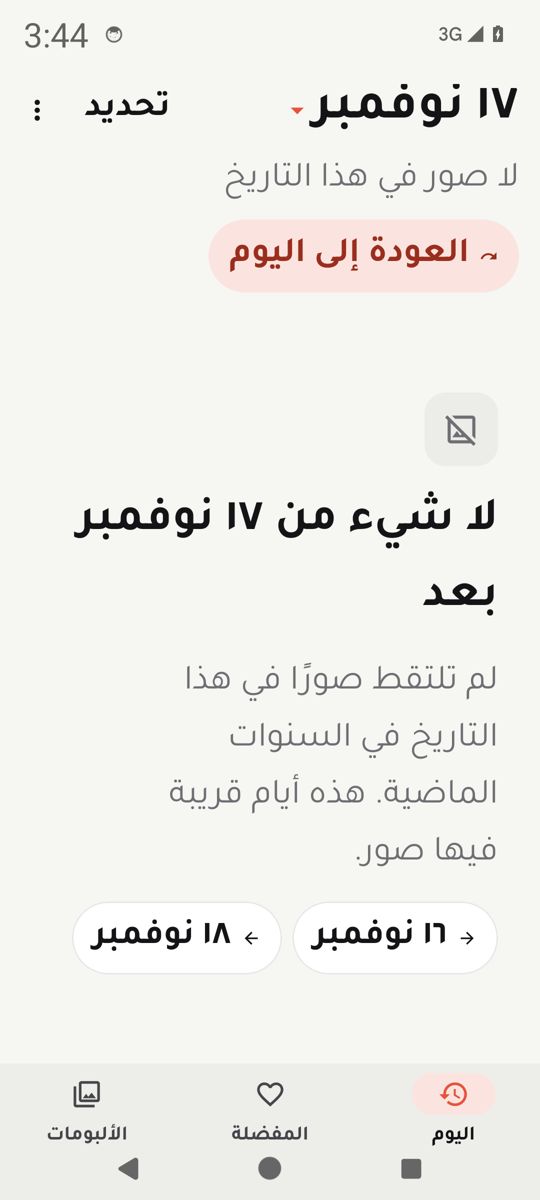 3:44
3G
١٧ نوفمبر
تحديد
لا صور في هذا التاريخ
العودة إلى اليوم
لا شيء من ١٧ نوفمبر
بعد
لم تلتقط صورًا في هذا
التاريخ في السنوات
الماضية. هذه أيام قريبة
فيها صور.
→ ١٦ نوفمبر
← ١٨ نوفمبر
اليوم
المفضلة
الألبومات